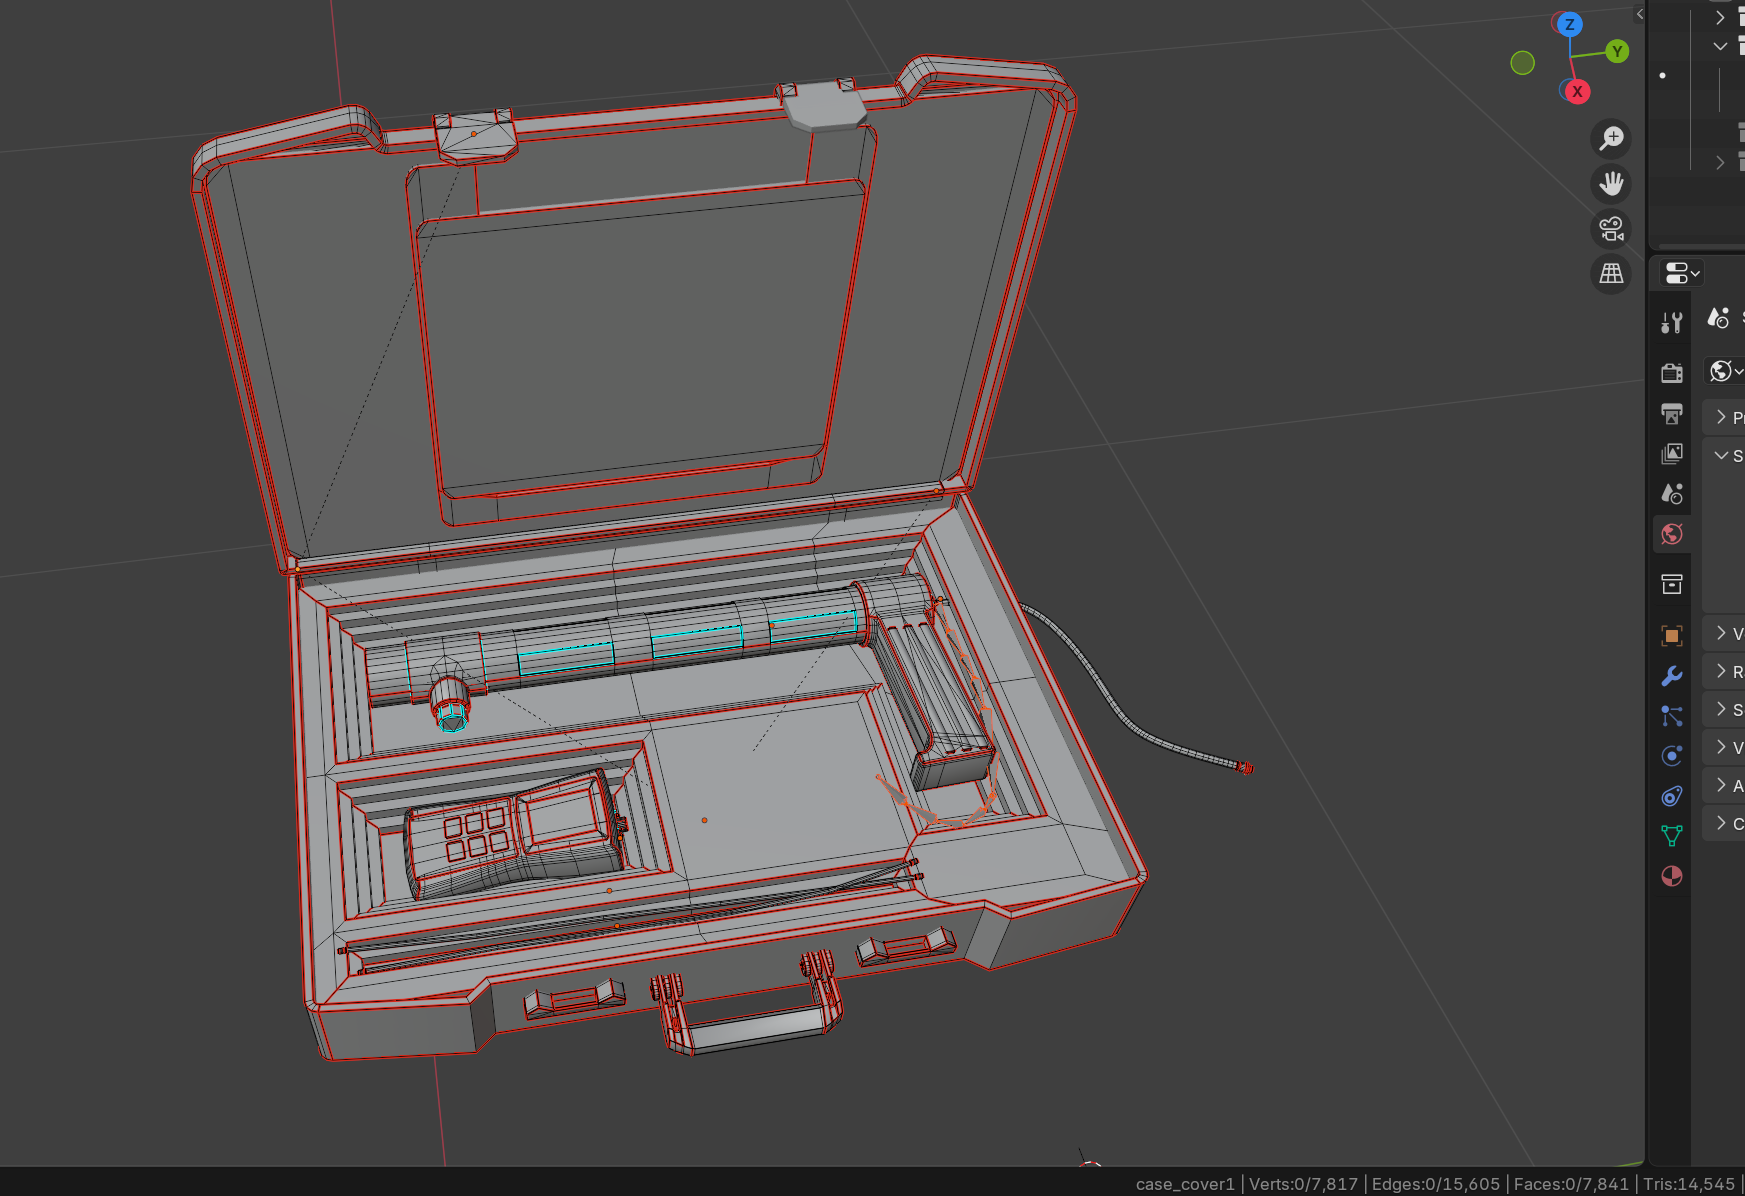 Z
Y
X
S
P
S
V
R
S
V
A
C
case_cover1 | Verts:0/7,817 | Edges:0/15,605 | Faces:0/7,841 | Tris:14,545